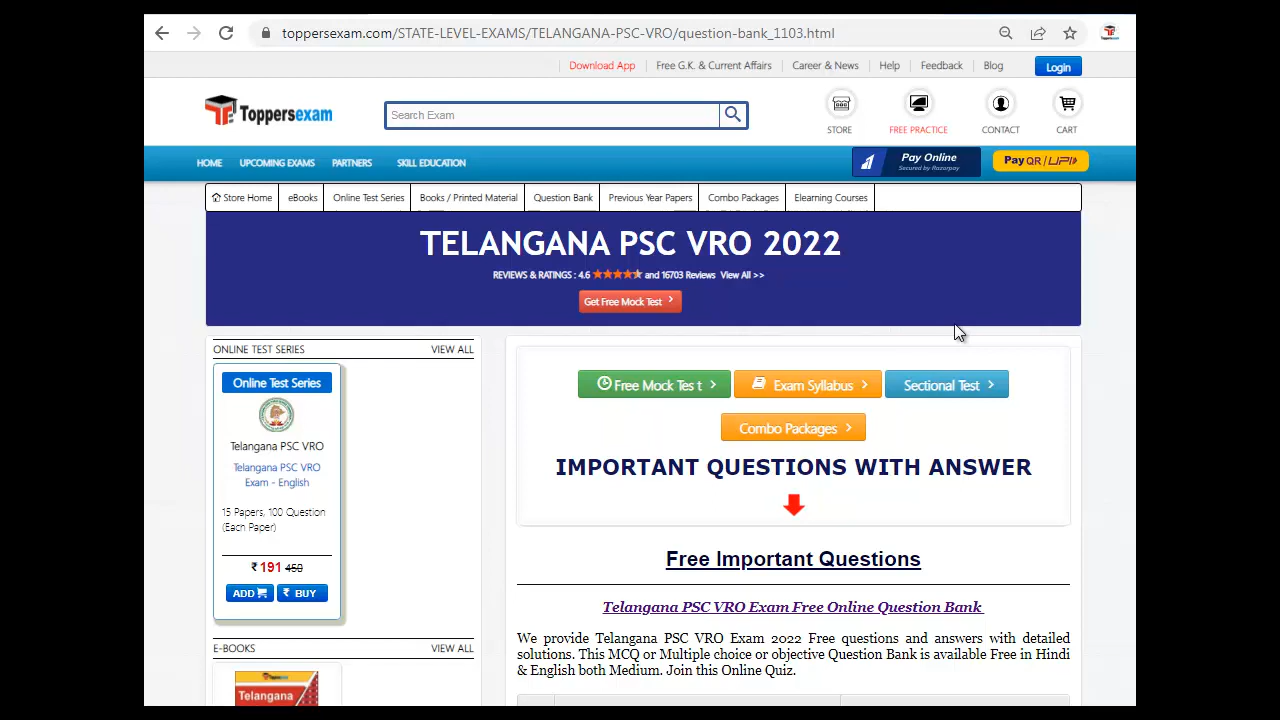 toppersexam.com/STATE-LEVEL-EXAMS/TELANGANA-PSC-VRO/question-bank_1103.html
Download App
Free G.K. & Current Affairs
Career & News
Help
Feedback
Blog
Login
Toppersexam
Search Exam
STORE
FREE PRACTICE
CONTACT
CART
HOME
UPCOMING EXAMS
PARTNERS
SKILL EDUCATION
Pay Online
Secured by Razorpay
Pay QR / UPI
Store Home
eBooks
Online Test Series
Books / Printed Material
Question Bank
Previous Year Papers
Combo Packages
Elearning Courses
TELANGANA PSC VRO 2022
REVIEWS & RATINGS : 4.6 and 16703 Reviews View All >>
Get Free Mock Test
ONLINE TEST SERIES
VIEW ALL
Online Test Series
Telangana PSC VRO
Telangana PSC VRO
Exam - English
15 Papers, 100 Question
(Each Paper)
₹ 191 450
ADD
₹ BUY
E-BOOKS
VIEW ALL
Toppersexam
Telangana
Free Mock Tes t
Exam Syllabus
Sectional Test
Combo Packages
IMPORTANT QUESTIONS WITH ANSWER
Free Important Questions
Telangana PSC VRO Exam Free Online Question Bank
We provide Telangana PSC VRO Exam 2022 Free questions and answers with detailed
solutions. This MCQ or Multiple choice or objective Question Bank is available Free in Hindi
& English both Medium. Join this Online Quiz.